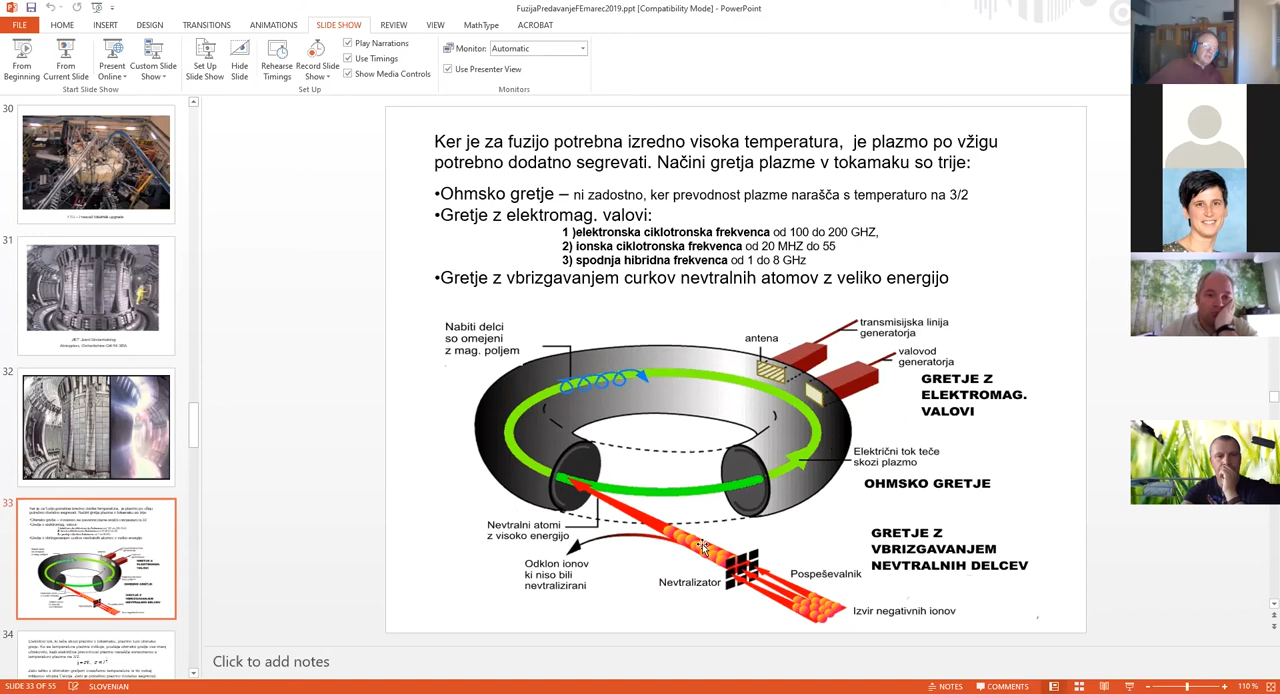 FuzijaPredavanjeFEmarec2019.ppt [Compatibility Mode] - PowerPoint
FILE HOME INSERT DESIGN TRANSITIONS ANIMATIONS SLIDE SHOW REVIEW VIEW MathType ACROBAT
From Beginning
From Current Slide
Present Online
Custom Slide Show
Start Slide Show
Set Up Slide Show
Hide Slide
Rehearse Timings
Record Slide Show
Play Narrations
Use Timings
Show Media Controls
Set Up
Monitor: Automatic
Use Presenter View
Monitors
30
31
32
33
34
Ker je za fuzijo potrebna izredno visoka temperatura, je plazmo po vžigu
potrebno dodatno segrevati. Načini gretja plazme v tokamaku so trije:
•Ohmsko gretje – ni zadostno, ker prevodnost plazme narašča s temperaturo na 3/2
•Gretje z elektromag. valovi:
1 )elektronska ciklotronska frekvenca od 100 do 200 GHZ,
2) ionska ciklotronska frekvenca od 20 MHZ do 55
3) spodnja hibridna frekvenca od 1 do 8 GHz
•Gretje z vbrizgavanjem curkov nevtralnih atomov z veliko energijo
Nabiti delci
so omejeni
z mag. poljem
antena
transmisijska linija
generatorja
valovod
generatorja
GRETJE Z
ELEKTROMAG.
VALOVI
Električni tok teče
skozi plazmo
OHMSKO GRETJE
z visoko energijo
Odklon ionov
ki niso bili
nevtralizirani
Nevtralizator
Pospeševalnik
Izvir negativnih ionov
GRETJE Z
VBRIZGAVANJEM
NEVTRALNIH DELCEV
Click to add notes
SLIDE 33 OF 55 SLOVENIAN NOTES COMMENTS 110 %